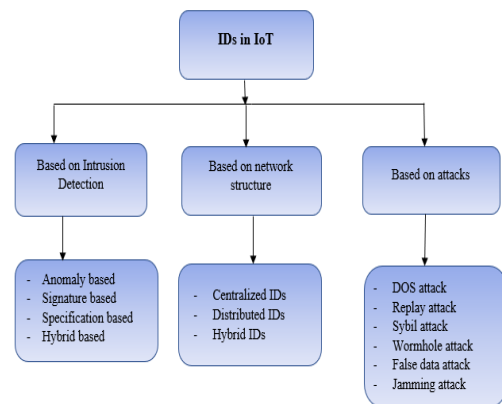 IDs in IoT
Based on Intrusion
Detection
Based on network
structure
Based on attacks
- Anomaly based
- Signature based
- Specification based
- Hybrid based
- Centralized IDs
- Distributed IDs
- Hybrid IDs
- DOS attack
- Replay attack
- Sybil attack
- Wormhole attack
- False data attack
- Jamming attack